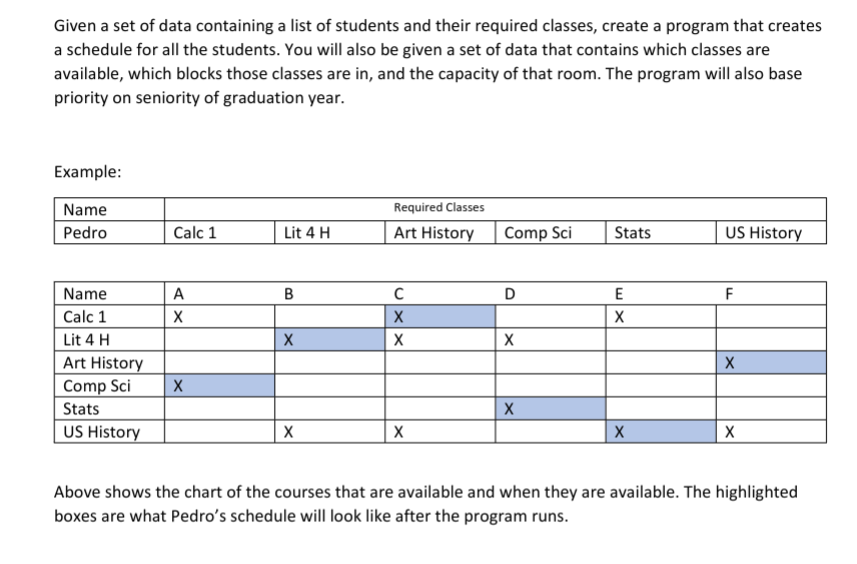 Given a set of data containing a list of students and their required classes, create a program that creates
a schedule for all the students. You will also be given a set of data that contains which classes are
available, which blocks those classes are in, and the capacity of that room. The program will also base
priority on seniority of graduation year.
Example:
Name Required Classes
Pedro Calc 1 Lit 4 H Art History Comp Sci Stats US History
Name A B C D E F
Calc 1 X X X
Lit 4 H X X X
Art History X
Comp Sci X
Stats X
US History X X X X
Above shows the chart of the courses that are available and when they are available. The highlighted
boxes are what Pedro’s schedule will look like after the program runs.